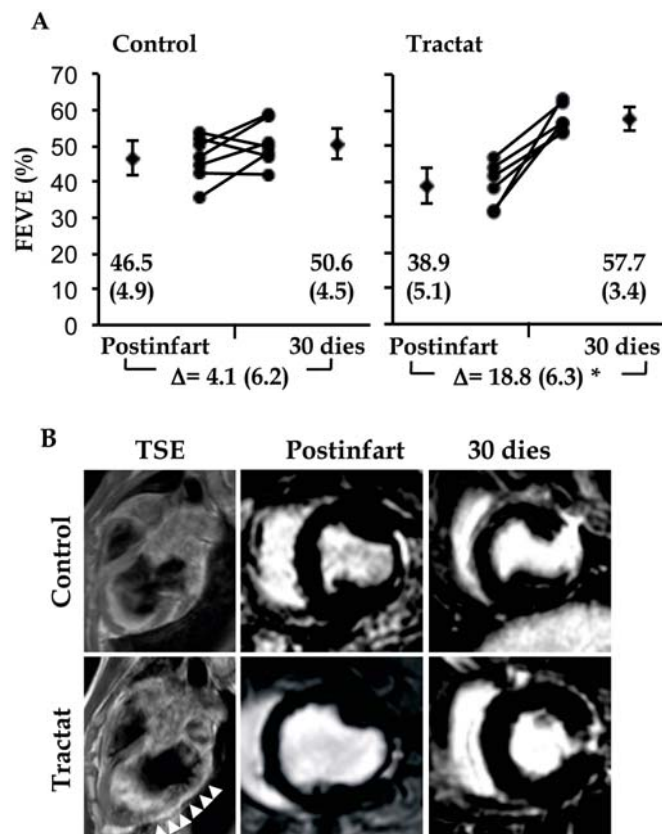 A
Control Tractat
70
60
50
40
30
20
10
0
FEVE (%)
46.5 50.6 38.9 57.7
(4.9) (4.5) (5.1) (3.4)
Postinfart 30 dies Postinfart 30 dies
Δ= 4.1 (6.2) Δ= 18.8 (6.3) *
B
TSE Postinfart 30 dies
Control
Tractat